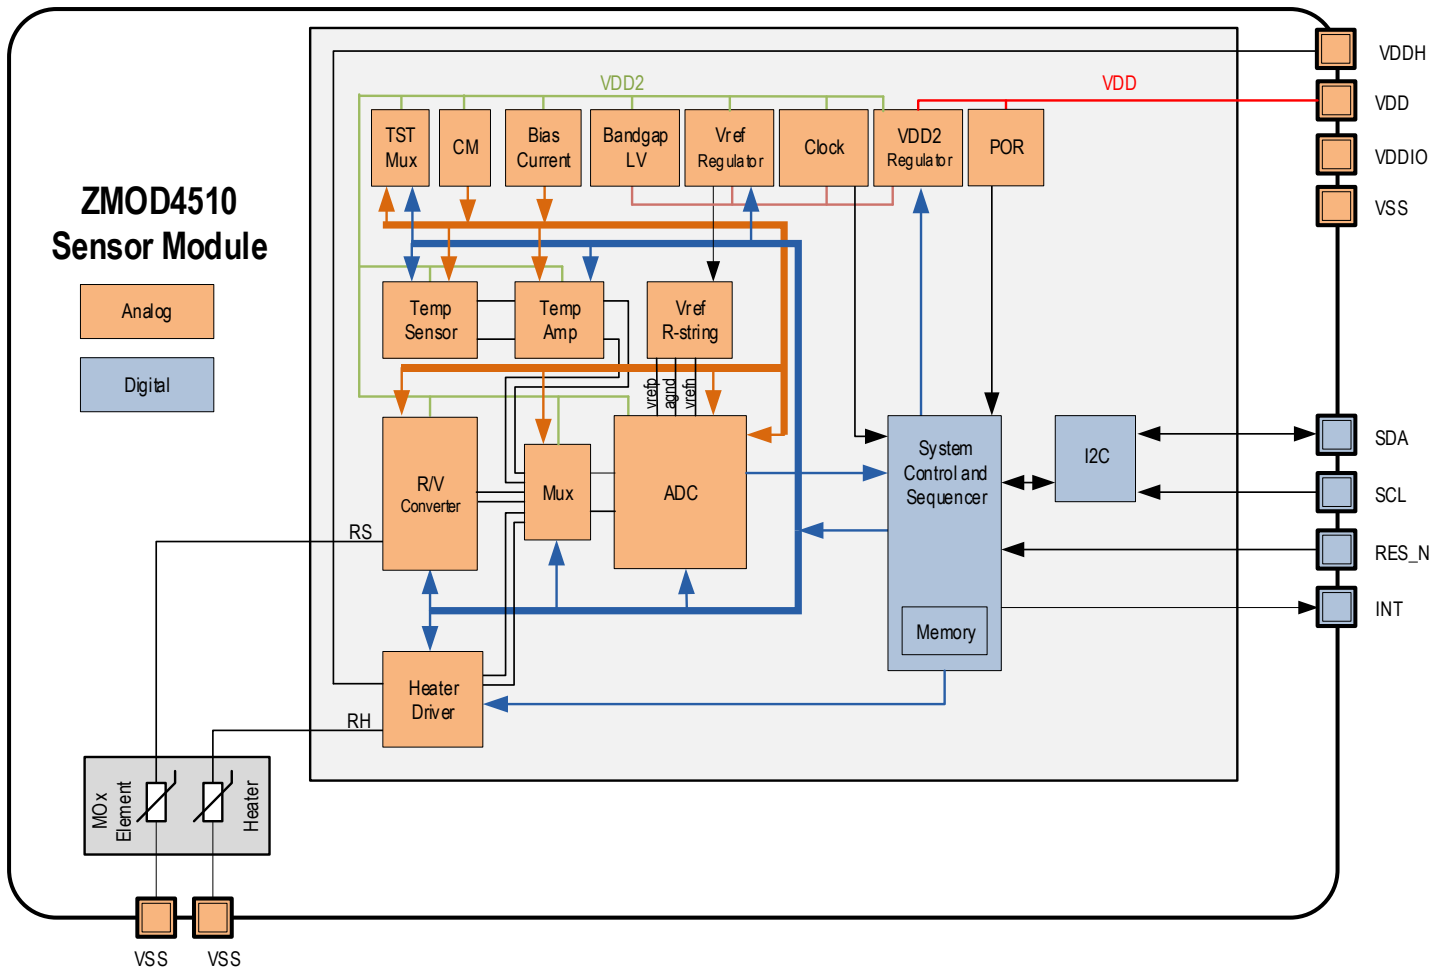 ZMOD4510
Sensor Module
Analog
Digital
VDD2
VDD
TST
Mux
CM
Bias
Current
Bandgap
LV
Vref
Regulator
Clock
VDD2
Regulator
POR
Temp
Sensor
Temp
Amp
Vref
R-string
vrefp
agnd
vrefn
R/V
Converter
Mux
ADC
System
Control and
Sequencer
Memory
I2C
Heater
Driver
RS
RH
MOx
Element
Heater
VSS
VSS
VDDH
VDD
VDDIO
VSS
SDA
SCL
RES_N
INT